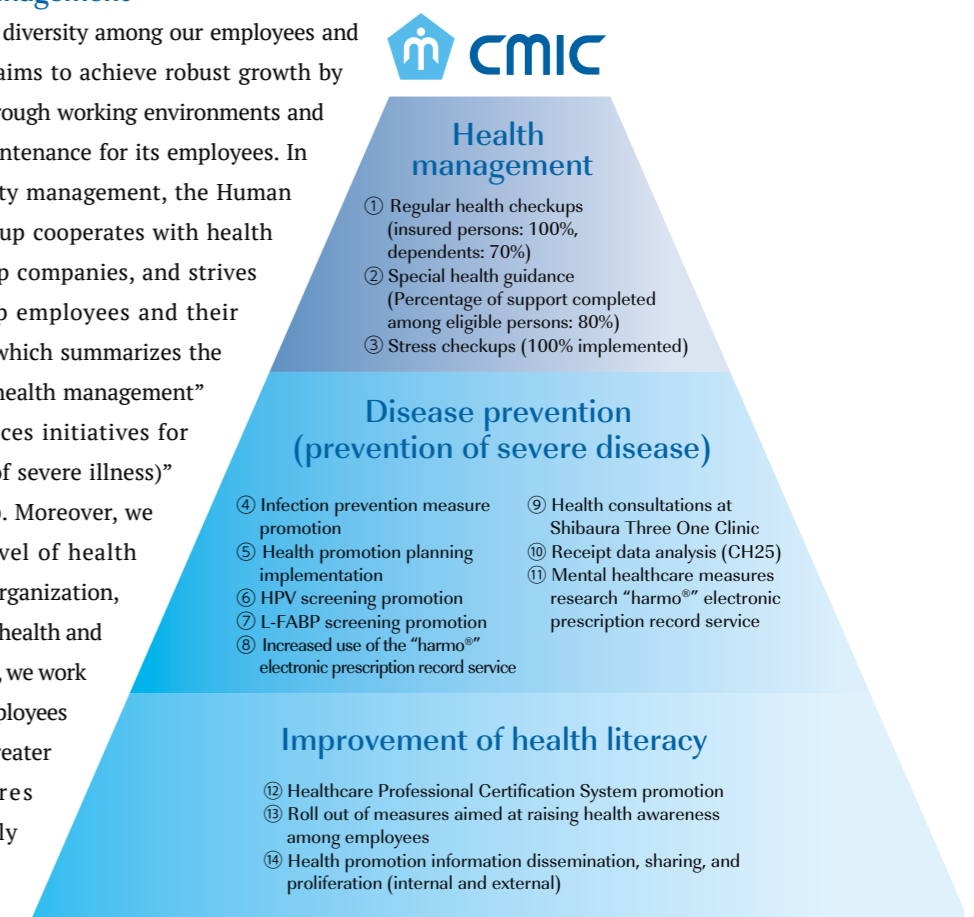 diversity among our employees and
aims to achieve robust growth by
rough working environments and
ntenance for its employees. In
ty management, the Human
up cooperates with health
p companies, and strives
p employees and their
which summarizes the
health management”
ces initiatives for
of severe illness)”
. Moreover, we
vel of health
rganization,
health and
, we work
ployees
eater
res
ly
CMIC
Health
management
① Regular health checkups
(insured persons: 100%,
dependents: 70%)
② Special health guidance
(Percentage of support completed
among eligible persons: 80%)
③ Stress checkups (100% implemented)
Disease prevention
(prevention of severe disease)
④ Infection prevention measure
promotion
⑤ Health promotion planning
implementation
⑥ HPV screening promotion
⑦ L-FABP screening promotion
⑧ Increased use of the “harmo®”
electronic prescription record service
⑨ Health consultations at
Shibaura Three One Clinic
⑩ Receipt data analysis (CH25)
⑪ Mental healthcare measures
research “harmo®” electronic
prescription record service
Improvement of health literacy
⑫ Healthcare Professional Certification System promotion
⑬ Roll out of measures aimed at raising health awareness
among employees
⑭ Health promotion information dissemination, sharing, and
proliferation (internal and external)